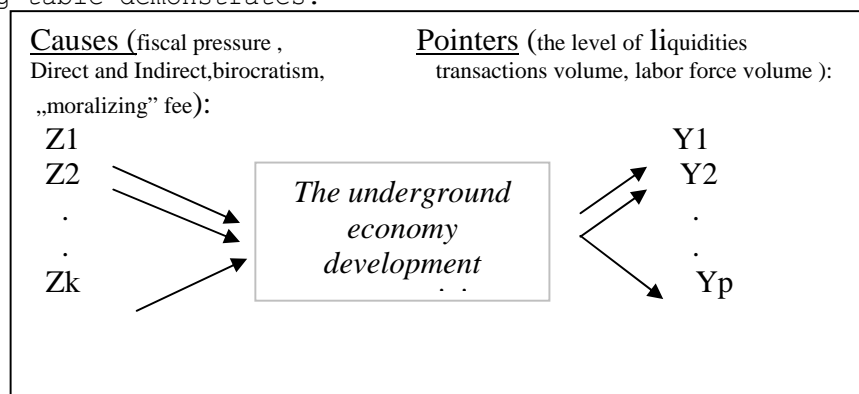 g table demonstrates:
Causes (fiscal pressure ,
Direct and Indirect,birocratism,
„moralizing” fee):
Pointers (the level of liquidities
transactions volume, labor force volume ):
Z1
Z2
.
.
Zk
The underground
economy
development
Y1
Y2
.
.
Yp